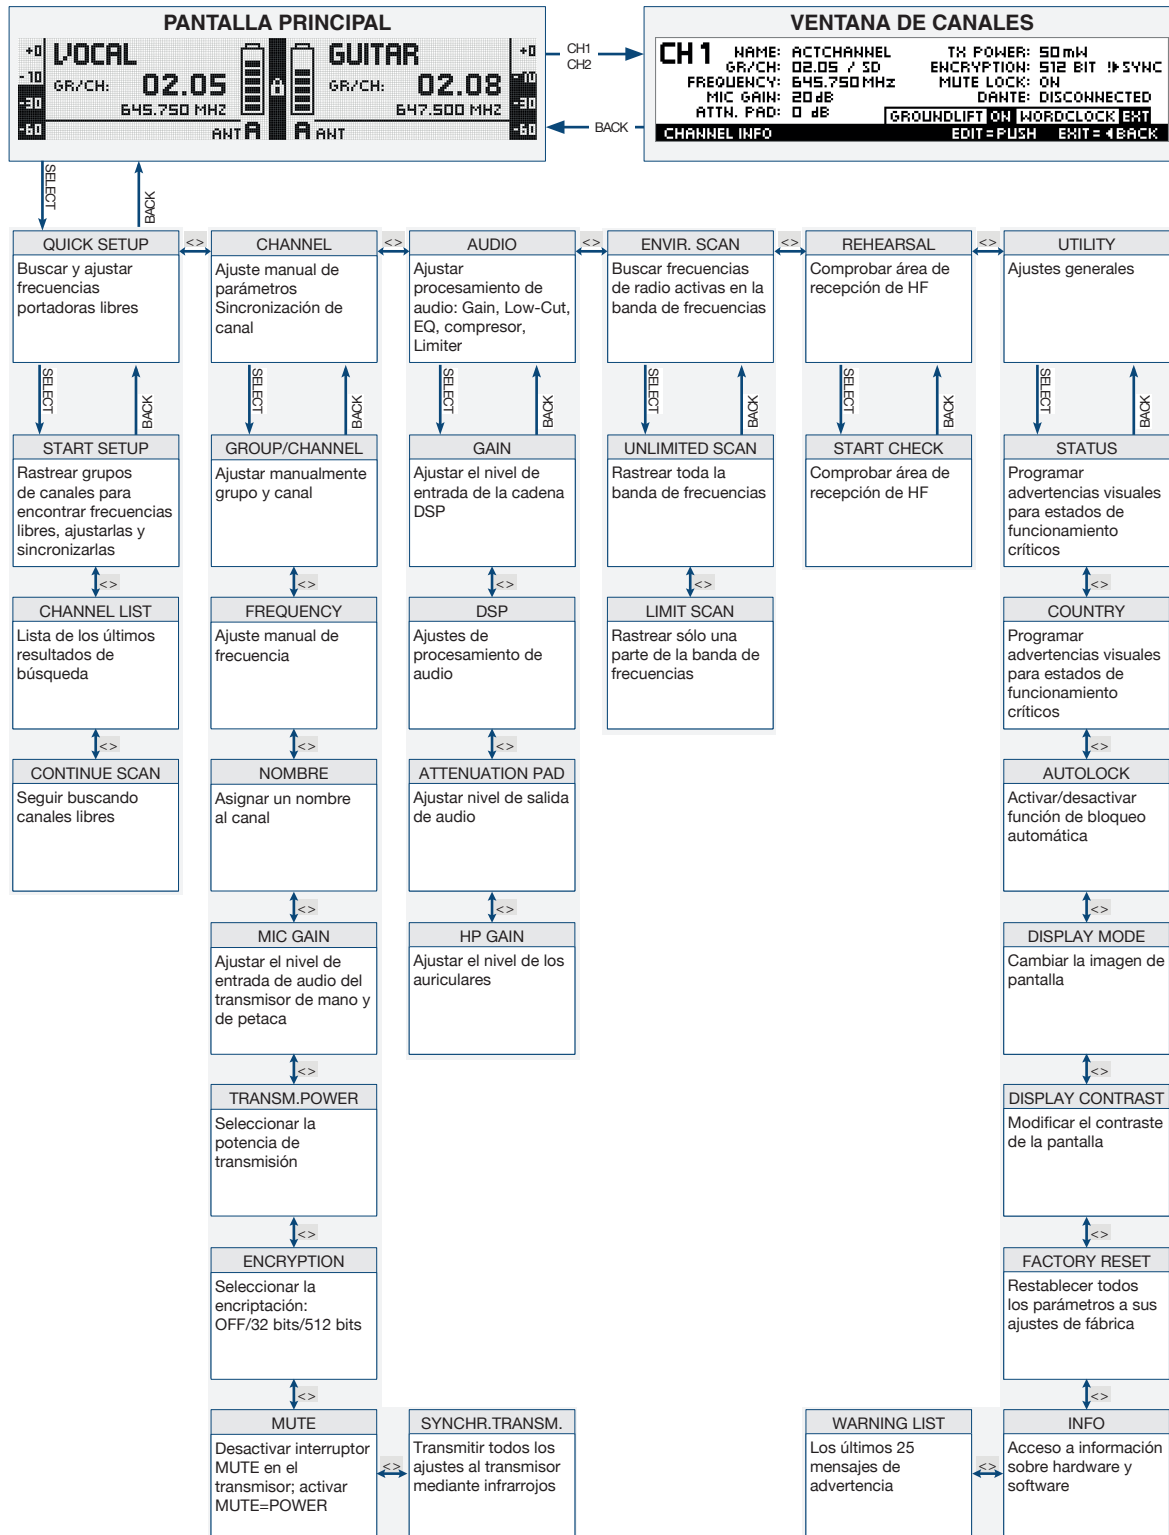 PANTALLA PRINCIPAL
+0
-10
-30
-60
VOCAL
GR/CH: 02.05
645.750 MHZ
ANT A
GUITAR
GR/CH: 02.08
647.500 MHZ
A ANT
+0
-10
-30
-60
CH1
CH2
BACK
VENTANA DE CANALES
CH 1
NAME: ACTCHANNEL
GR/CH: 02.05 / SD
FREQUENCY: 645.750 MHz
MIC GAIN: 20 dB
ATTN. PAD: 0 dB
TX POWER: 50 mW
ENCRYPTION: 512 BIT !▶SYNC
MUTE LOCK: ON
DANTE: DISCONNECTED
GROUNDLIFT ON WORDCLOCK EXT
CHANNEL INFO EDIT=PUSH EXIT=◀BACK
SELECT
BACK
QUICK SETUP
Buscar y ajustar
frecuencias
portadoras libres
<>
CHANNEL
Ajuste manual de
parámetros
Sincronización de
canal
<>
AUDIO
Ajustar
procesamiento de
audio: Gain, Low-Cut,
EQ, compresor,
Limiter
<>
ENVIR. SCAN
Buscar frecuencias
de radio activas en la
banda de frecuencias
<>
REHEARSAL
Comprobar área de
recepción de HF
<>
UTILITY
Ajustes generales
SELECT
BACK
SELECT
BACK
SELECT
BACK
SELECT
BACK
SELECT
BACK
SELECT
BACK
START SETUP
Rastrear grupos
de canales para
encontrar frecuencias
libres, ajustarlas y
sincronizarlas
GROUP/CHANNEL
Ajustar manualmente
grupo y canal
GAIN
Ajustar el nivel de
entrada de la cadena
DSP
UNLIMITED SCAN
Rastrear toda la
banda de frecuencias
START CHECK
Comprobar área de
recepción de HF
STATUS
Programar
advertencias visuales
para estados de
funcionamiento
críticos
<>
<>
<>
<>
<>
CHANNEL LIST
Lista de los últimos
resultados de
búsqueda
FREQUENCY
Ajuste manual de
frecuencia
DSP
Ajustes de
procesamiento de
audio
LIMIT SCAN
Rastrear sólo una
parte de la banda de
frecuencias
COUNTRY
Programar
advertencias visuales
para estados de
funcionamiento
críticos
<>
<>
<>
<>
CONTINUE SCAN
Seguir buscando
canales libres
NOMBRE
Asignar un nombre
al canal
ATTENUATION PAD
Ajustar nivel de salida
de audio
AUTOLOCK
Activar/desactivar
función de bloqueo
automática
<>
<>
<>
MIC GAIN
Ajustar el nivel de
entrada de audio del
transmisor de mano y
de petaca
HP GAIN
Ajustar el nivel de los
auriculares
DISPLAY MODE
Cambiar la imagen de
pantalla
<>
<>
TRANSM.POWER
Seleccionar la
potencia de
transmisión
DISPLAY CONTRAST
Modificar el contraste
de la pantalla
<>
<>
ENCRYPTION
Seleccionar la
encriptación:
OFF/32 bits/512 bits
FACTORY RESET
Restablecer todos
los parámetros a sus
ajustes de fábrica
<>
<>
MUTE
Desactivar interruptor
MUTE en el
transmisor; activar
MUTE=POWER
<>
SYNCHR.TRANSM.
Transmitir todos los
ajustes al transmisor
mediante infrarrojos
WARNING LIST
Los últimos 25
mensajes de
advertencia
<>
INFO
Acceso a información
sobre hardware y
software